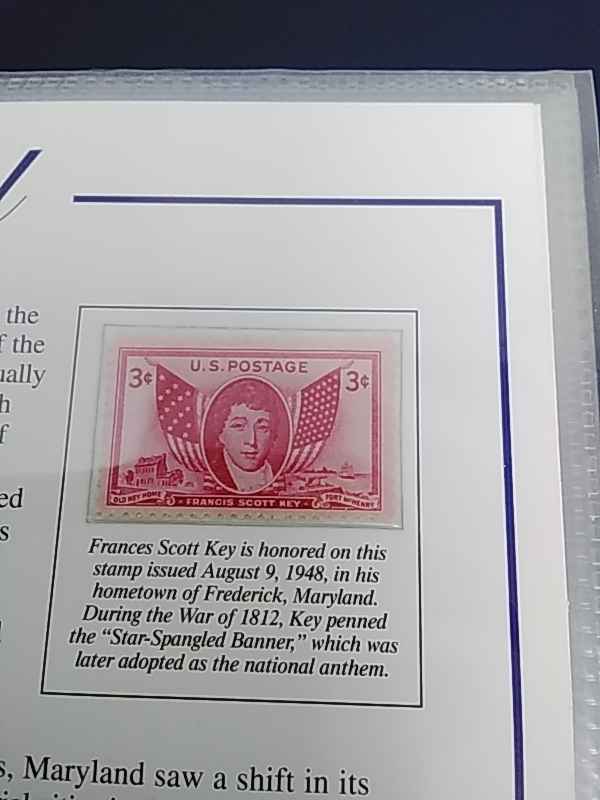 the
f the
ually
h
f
ed
s
U.S. POSTAGE
3¢
3¢
OLD KEY HOME
FRANCIS SCOTT KEY
FORT McHENRY
Frances Scott Key is honored on this
stamp issued August 9, 1948, in his
hometown of Frederick, Maryland.
During the War of 1812, Key penned
the “Star-Spangled Banner,” which was
later adopted as the national anthem.
s, Maryland saw a shift in its